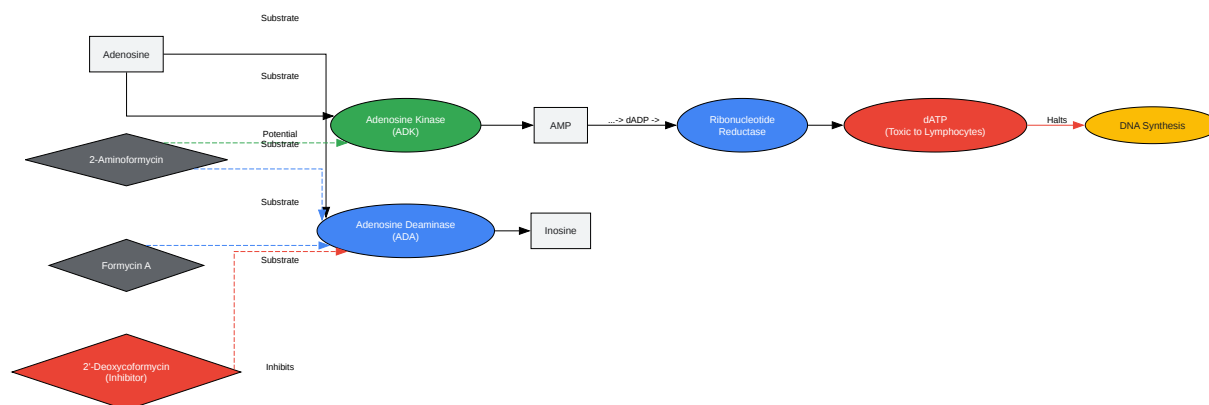 Substrate
Adenosine
Substrate
Adenosine Kinase
(ADK)
AMP
...-> dADP ->
Ribonucleotide
Reductase
dATP
(Toxic to Lymphocytes)
Halts
DNA Synthesis
Potential
Substrate
2-Aminoformycin
Substrate
Adenosine Deaminase
(ADA)
Inosine
Formycin A
Substrate
2'-Deoxycoformycin
(Inhibitor)
Inhibits